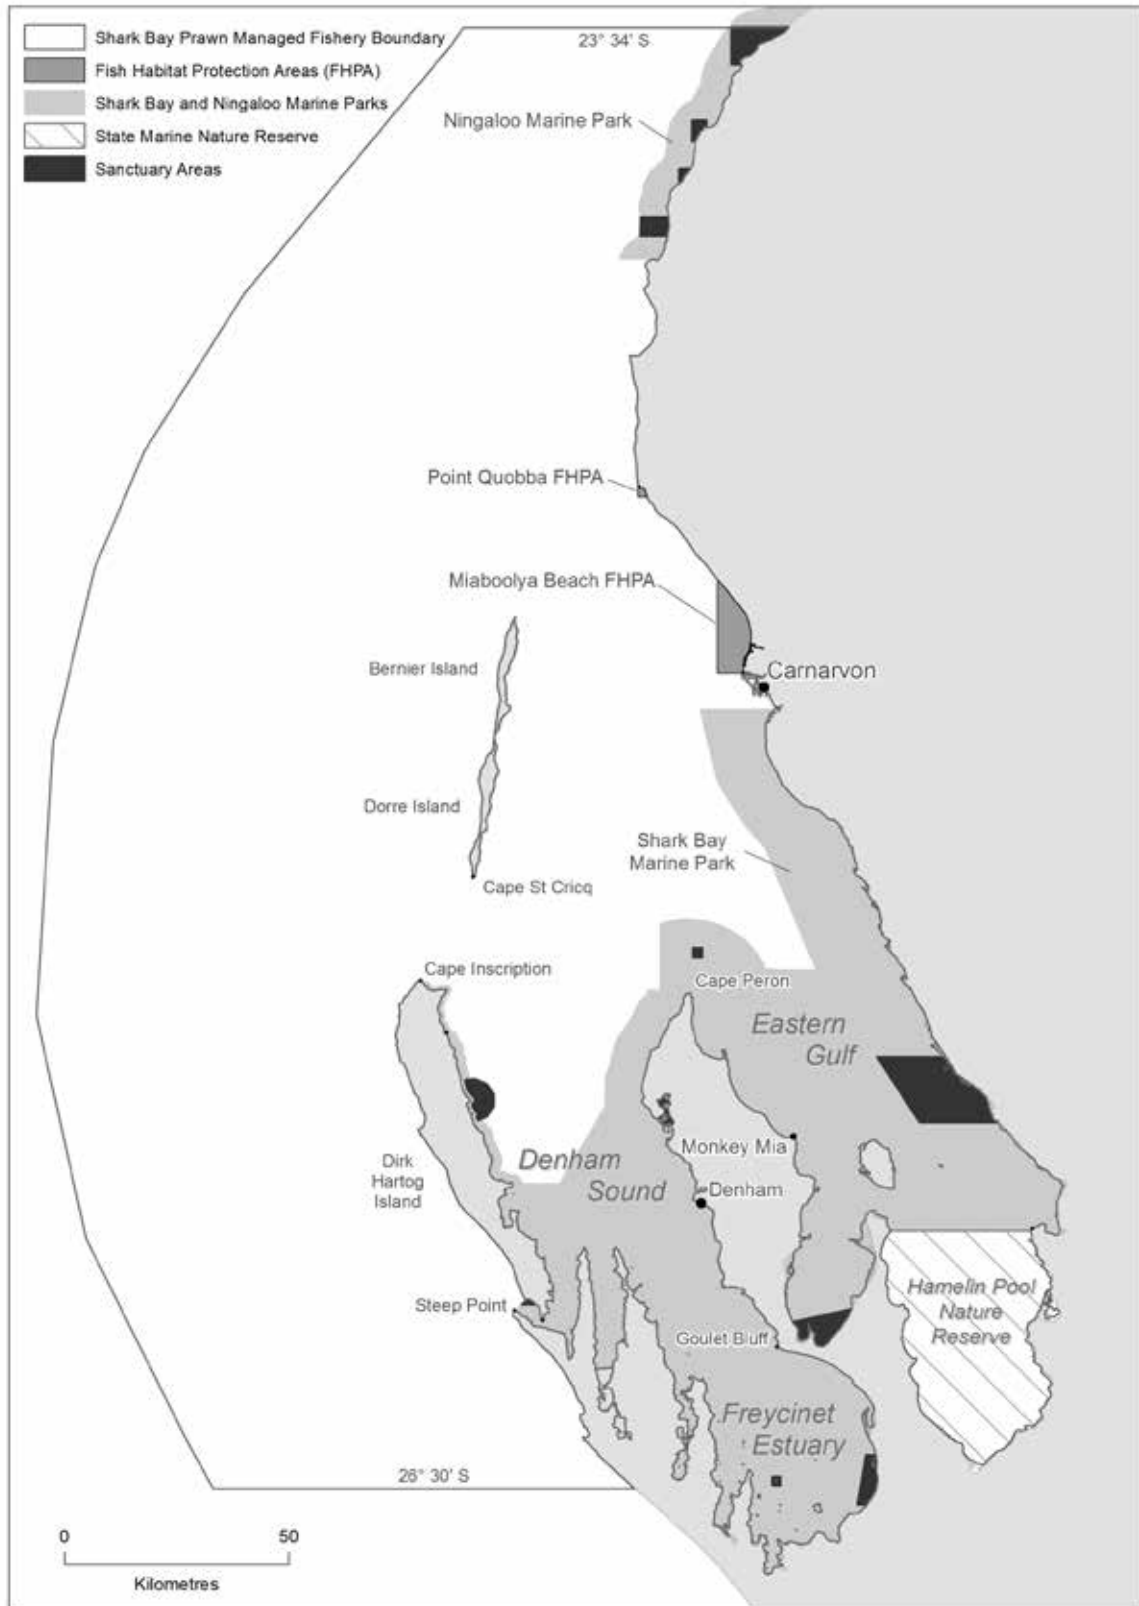 Shark Bay Prawn Managed Fishery Boundary
Fish Habitat Protection Areas (FHPA)
Shark Bay and Ningaloo Marine Parks
State Marine Nature Reserve
Sanctuary Areas
23° 34' S
Ningaloo Marine Park
Point Quobba FHPA
Miaboolya Beach FHPA
Bernier Island
Carnarvon
Dorre Island
Shark Bay
Marine Park
Cape St Cricq
Cape Inscription
Cape Peron
Eastern
Gulf
Monkey Mia
Dirk
Hartog
Island
Denham
Sound
Denham
Steep Point
Goulet Bluff
Hamelin Pool
Nature
Reserve
Freycinet
Estuary
26° 30' S
0
50
Kilometres